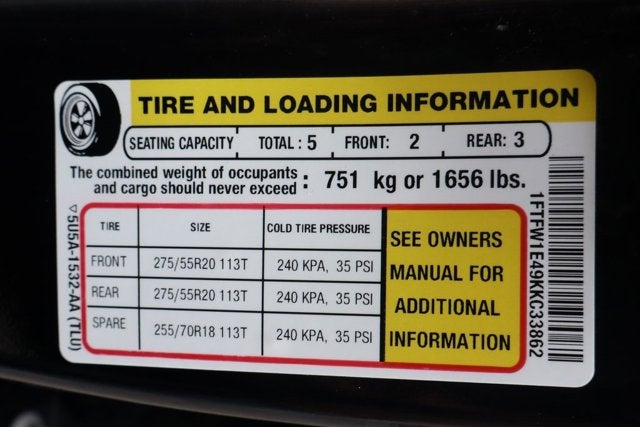 TIRE AND LOADING INFORMATION
SEATING CAPACITY TOTAL : 5 FRONT: 2 REAR: 3
The combined weight of occupants and cargo should never exceed : 751 kg or 1656 lbs.
TIRE SIZE COLD TIRE PRESSURE
FRONT 275/55R20 113T 240 KPA, 35 PSI
REAR 275/55R20 113T 240 KPA, 35 PSI
SPARE 255/70R18 113T 240 KPA, 35 PSI
SEE OWNERS
MANUAL FOR
ADDITIONAL
INFORMATION
5U5A-1532-AA (TLU)
1FTFW1E49KKC33862